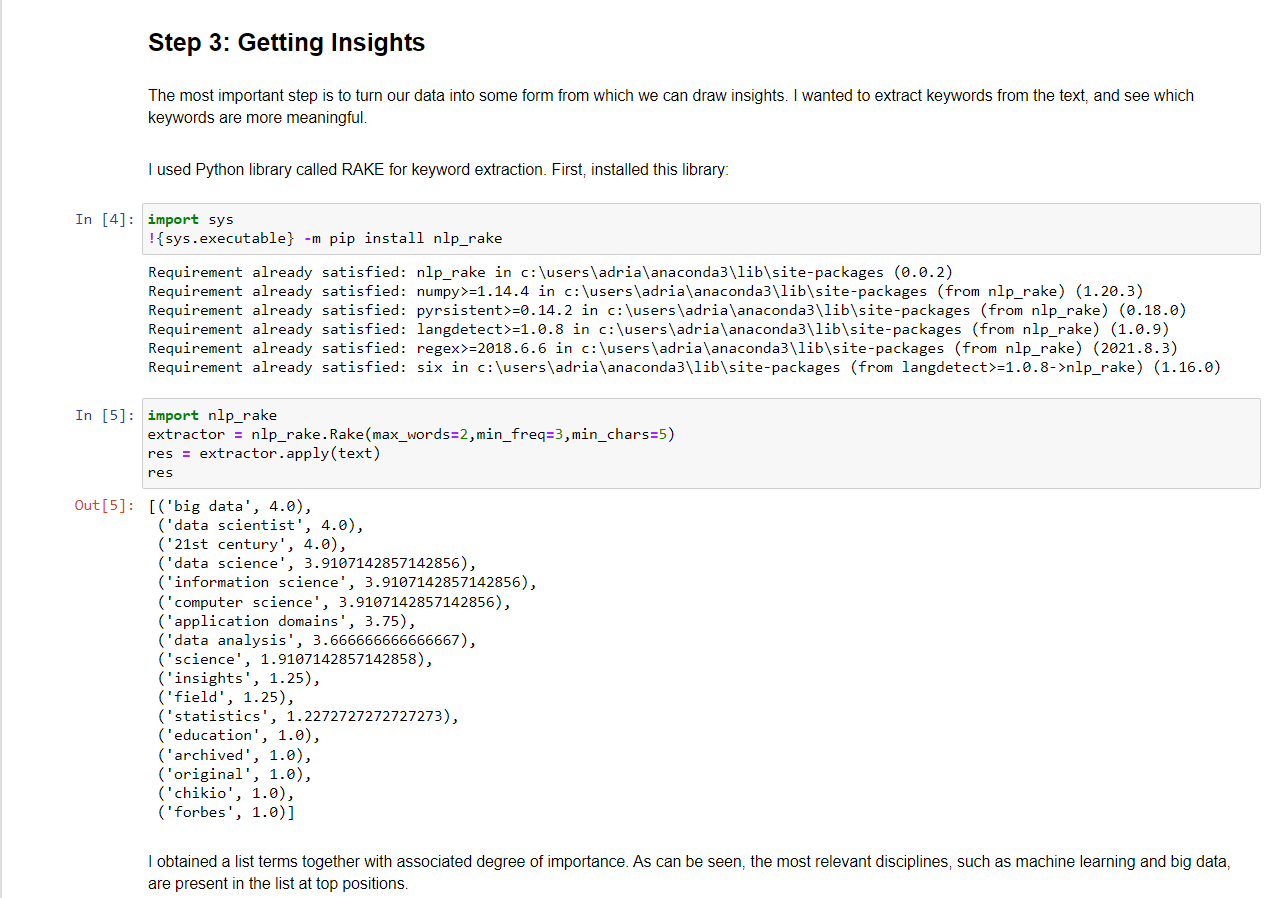 Step 3: Getting Insights
The most important step is to turn our data into some form from which we can draw insights. I wanted to extract keywords from the text, and see which
keywords are more meaningful.
I used Python library called RAKE for keyword extraction. First, installed this library:
In [4]: import sys
!{sys.executable} -m pip install nlp_rake
Requirement already satisfied: nlp_rake in c:\users\adria\anaconda3\lib\site-packages (0.0.2)
Requirement already satisfied: numpy>=1.14.4 in c:\users\adria\anaconda3\lib\site-packages (from nlp_rake) (1.20.3)
Requirement already satisfied: pyrsistent>=0.14.2 in c:\users\adria\anaconda3\lib\site-packages (from nlp_rake) (0.18.0)
Requirement already satisfied: langdetect>=1.0.8 in c:\users\adria\anaconda3\lib\site-packages (from nlp_rake) (1.0.9)
Requirement already satisfied: regex>=2018.6.6 in c:\users\adria\anaconda3\lib\site-packages (from nlp_rake) (2021.8.3)
Requirement already satisfied: six in c:\users\adria\anaconda3\lib\site-packages (from langdetect>=1.0.8->nlp_rake) (1.16.0)
In [5]: import nlp_rake
extractor = nlp_rake.Rake(max_words=2,min_freq=3,min_chars=5)
res = extractor.apply(text)
res
Out[5]: [('big data', 4.0),
('data scientist', 4.0),
('21st century', 4.0),
('data science', 3.9107142857142856),
('information science', 3.9107142857142856),
('computer science', 3.9107142857142856),
('application domains', 3.75),
('data analysis', 3.666666666666667),
('science', 1.9107142857142858),
('insights', 1.25),
('field', 1.25),
('statistics', 1.2272727272727273),
('education', 1.0),
('archived', 1.0),
('original', 1.0),
('chikio', 1.0),
('forbes', 1.0)]
I obtained a list terms together with associated degree of importance. As can be seen, the most relevant disciplines, such as machine learning and big data,
are present in the list at top positions.